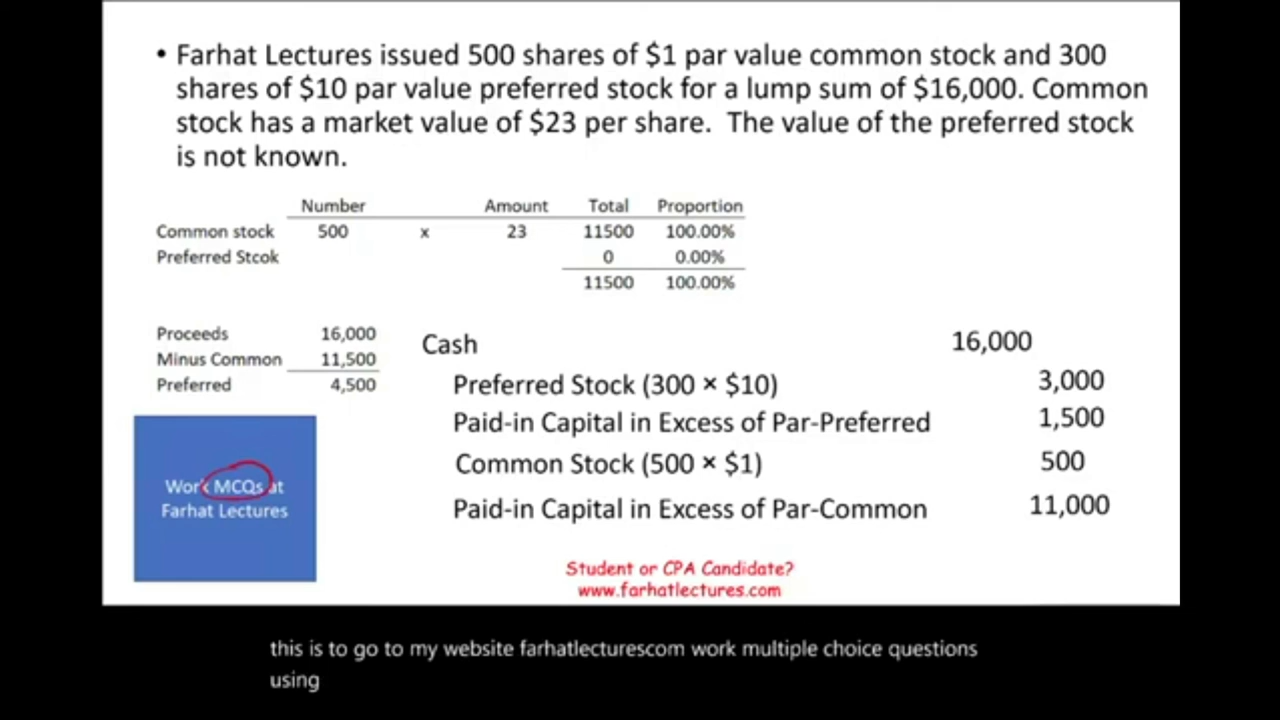 • Farhat Lectures issued 500 shares of $1 par value common stock and 300
shares of $10 par value preferred stock for a lump sum of $16,000. Common
stock has a market value of $23 per share. The value of the preferred stock
is not known.
Number Amount Total Proportion
Common stock 500 x 23 11500 100.00%
Preferred Stcok 0 0.00%
11500 100.00%
Proceeds 16,000
Minus Common 11,500
Preferred 4,500
Cash 16,000
Preferred Stock (300 × $10) 3,000
Paid-in Capital in Excess of Par-Preferred 1,500
Common Stock (500 × $1) 500
Paid-in Capital in Excess of Par-Common 11,000
Work MCQs at
Farhat Lectures
Student or CPA Candidate?
www.farhatlectures.com
this is to go to my website farhatlecturescom work multiple choice questions
using